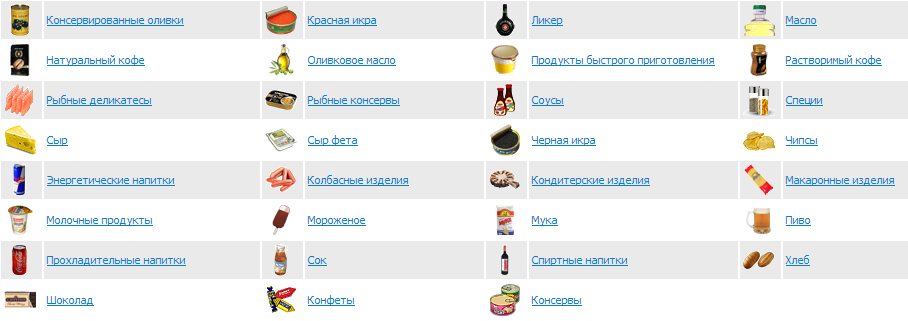 Консервированные оливки
Красная икра
Ликер
Масло
Натуральный кофе
Оливковое масло
Продукты быстрого приготовления
Растворимый кофе
Рыбные деликатесы
Рыбные консервы
Соусы
Специи
Сыр
Сыр фета
Черная икра
Чипсы
Энергетические напитки
Колбасные изделия
Кондитерские изделия
Макаронные изделия
Молочные продукты
Мороженое
Мука
Пиво
Прохладительные напитки
Сок
Спиртные напитки
Хлеб
Шоколад
Конфеты
Консервы